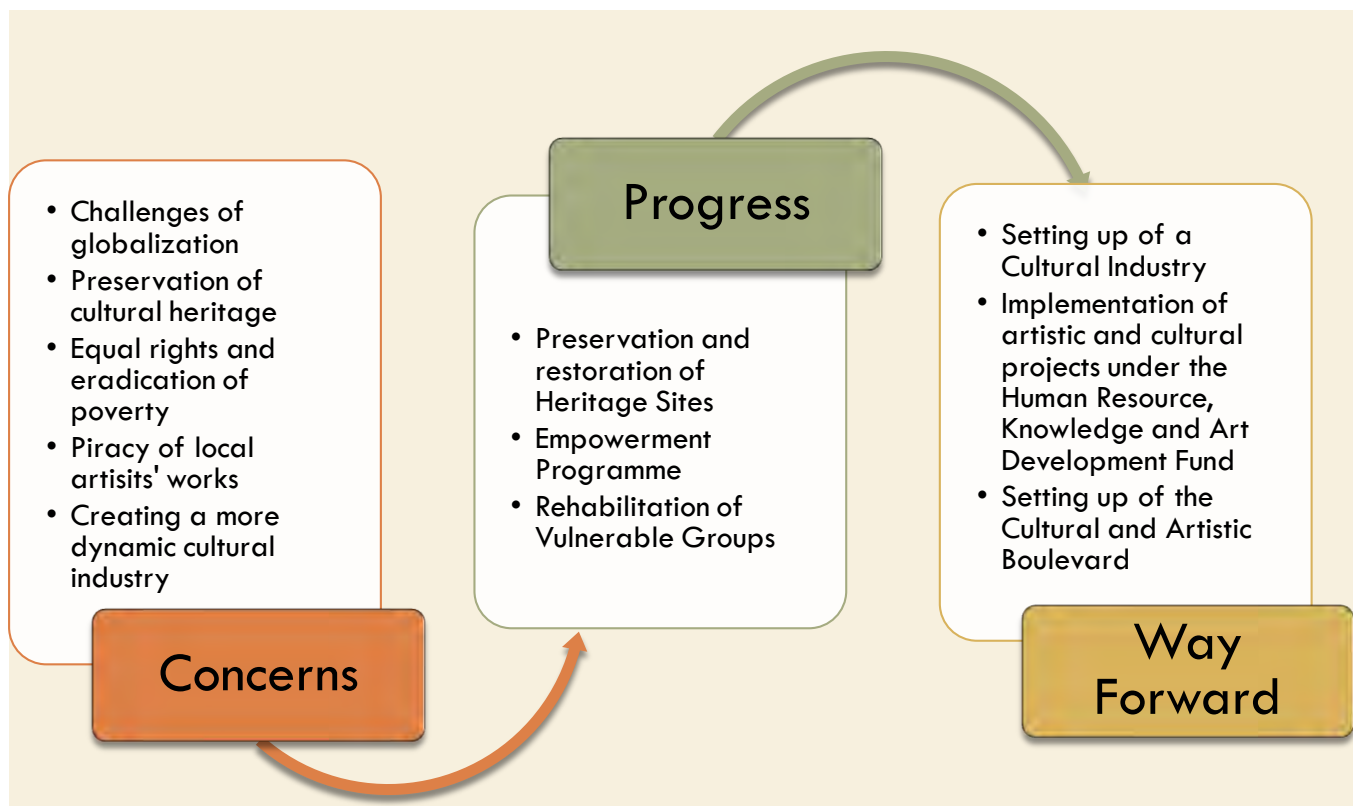 Concerns
• Challenges of
globalization
• Preservation of
cultural heritage
• Equal rights and
eradication of
poverty
• Piracy of local
artisits' works
• Creating a more
dynamic cultural
industry
Progress
• Preservation and
restoration of
Heritage Sites
• Empowerment
Programme
• Rehabilitation of
Vulnerable Groups
Way
Forward
• Setting up of a
Cultural Industry
• Implementation of
artistic and cultural
projects under the
Human Resource,
Knowledge and Art
Development Fund
• Setting up of the
Cultural and Artistic
Boulevard